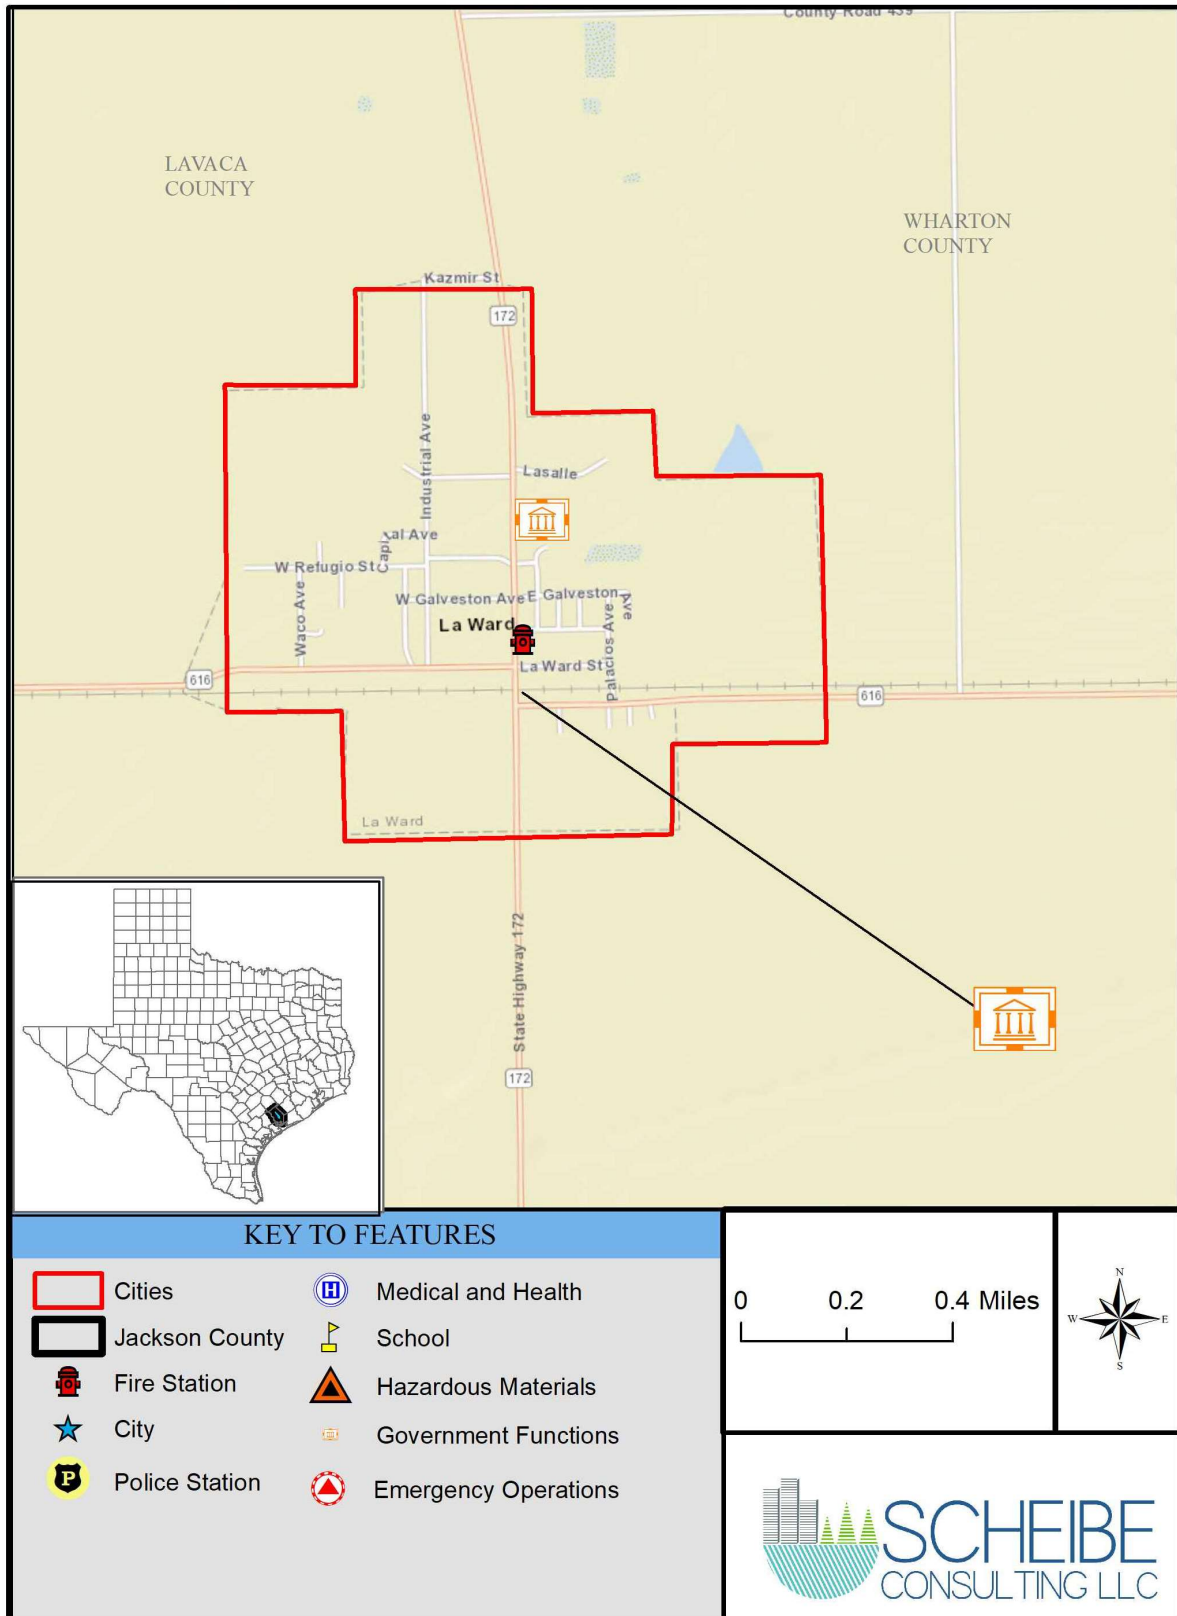 County Road 439
LAVACA
COUNTY
WHARTON
COUNTY
Kazmir St
172
Industrial Ave
Lasalle
Capi
al Ave
W Refugio St
Waco Ave
W Galveston Ave
E Galveston
Ave
La Ward
Palacios Ave
La Ward St
616
616
La Ward
State Highway 172
172
KEY TO FEATURES
Cities
Jackson County
Fire Station
City
P
Police Station
H
Medical and Health
School
Hazardous Materials
Government Functions
Emergency Operations
0 0.2 0.4 Miles
N
W E
S
SCHEIBE
CONSULTING LLC